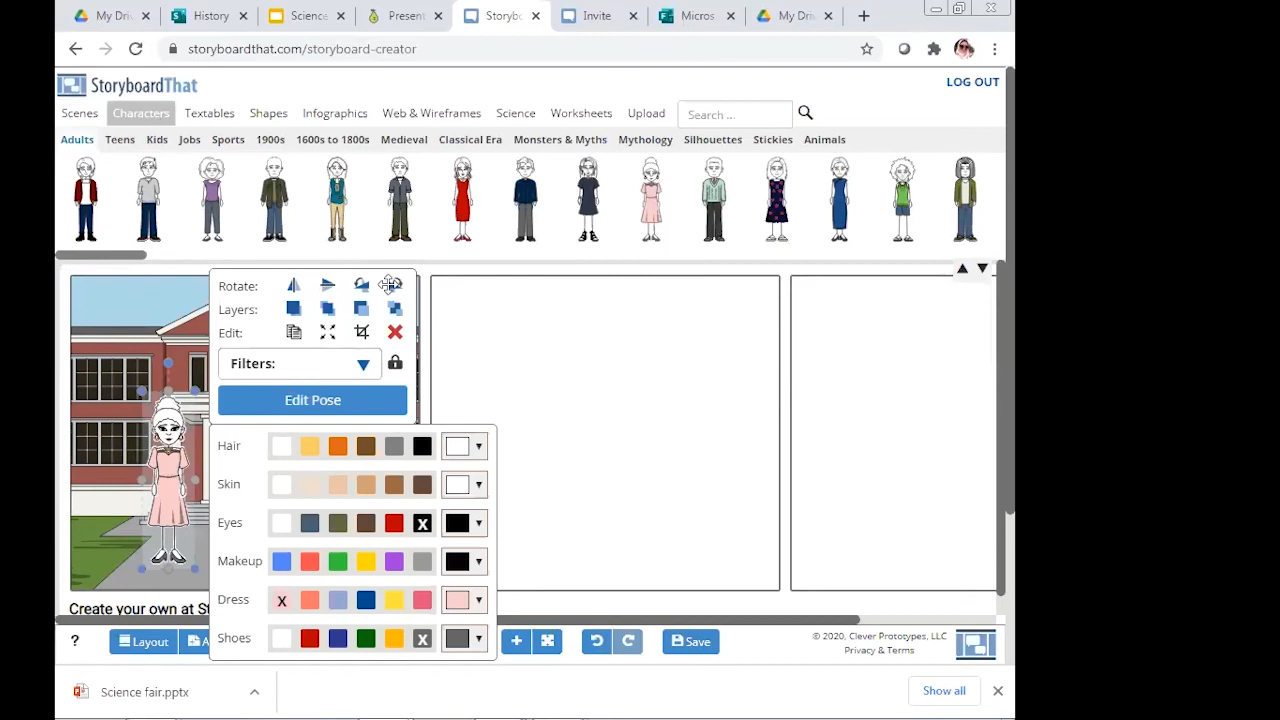 My Dri
History
Science
Present
Storybo
Invite
Micros
My Driv
storyboardthat.com/storyboard-creator
StoryboardThat
LOG OUT
Scenes Characters Textables Shapes Infographics Web & Wireframes Science Worksheets Upload Search ...
Adults Teens Kids Jobs Sports 1900s 1600s to 1800s Medieval Classical Era Monsters & Myths Mythology Silhouettes Stickies Animals
Rotate:
Layers:
Edit:
Filters:
Edit Pose
Hair
Skin
Eyes X
Makeup
Dress X
Shoes X
Create your own at St
? Layout A Save
© 2020, Clever Prototypes, LLC
Privacy & Terms
Science fair.pptx
Show all